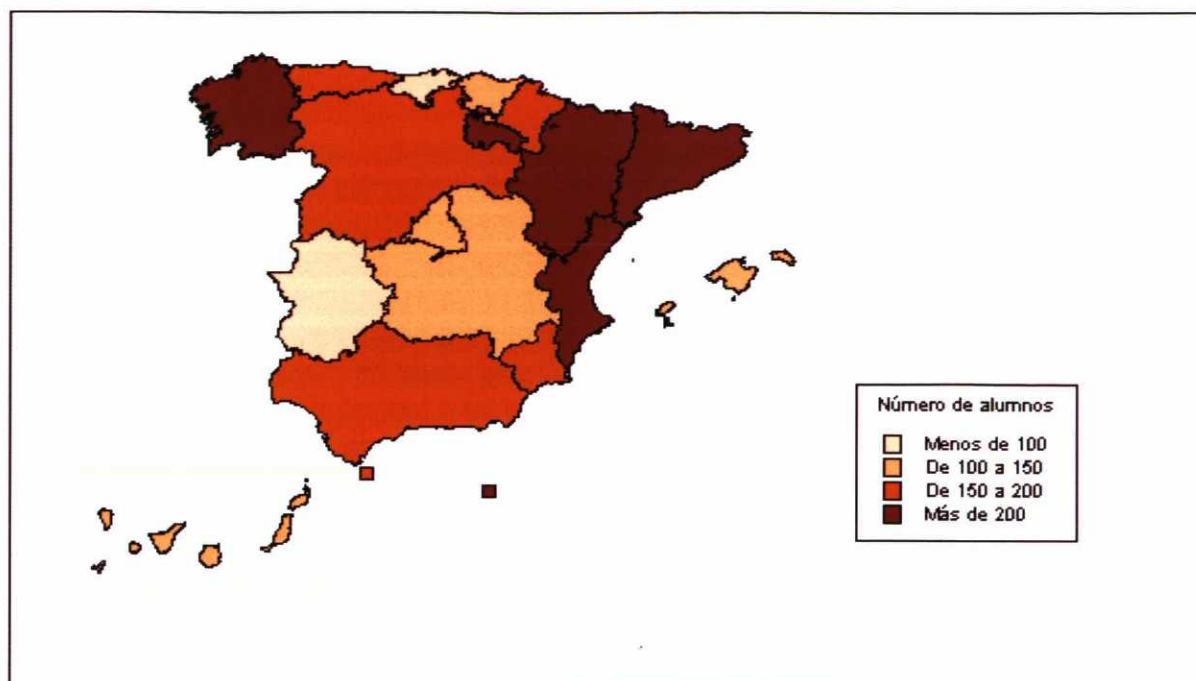 Número de alumnos
Menos de 100
De 100 a 150
De 150 a 200
Más de 200